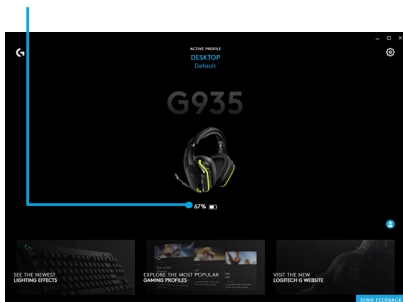 ACTIVE PROFILE
DESKTOP
Default
G935
67%
SEE THE NEWEST
LIGHTING EFFECTS
EXPLORE THE MOST POPULAR
GAMING PROFILES
VISIT THE NEW
LOGITECH G WEBSITE
SEND FEEDBACK